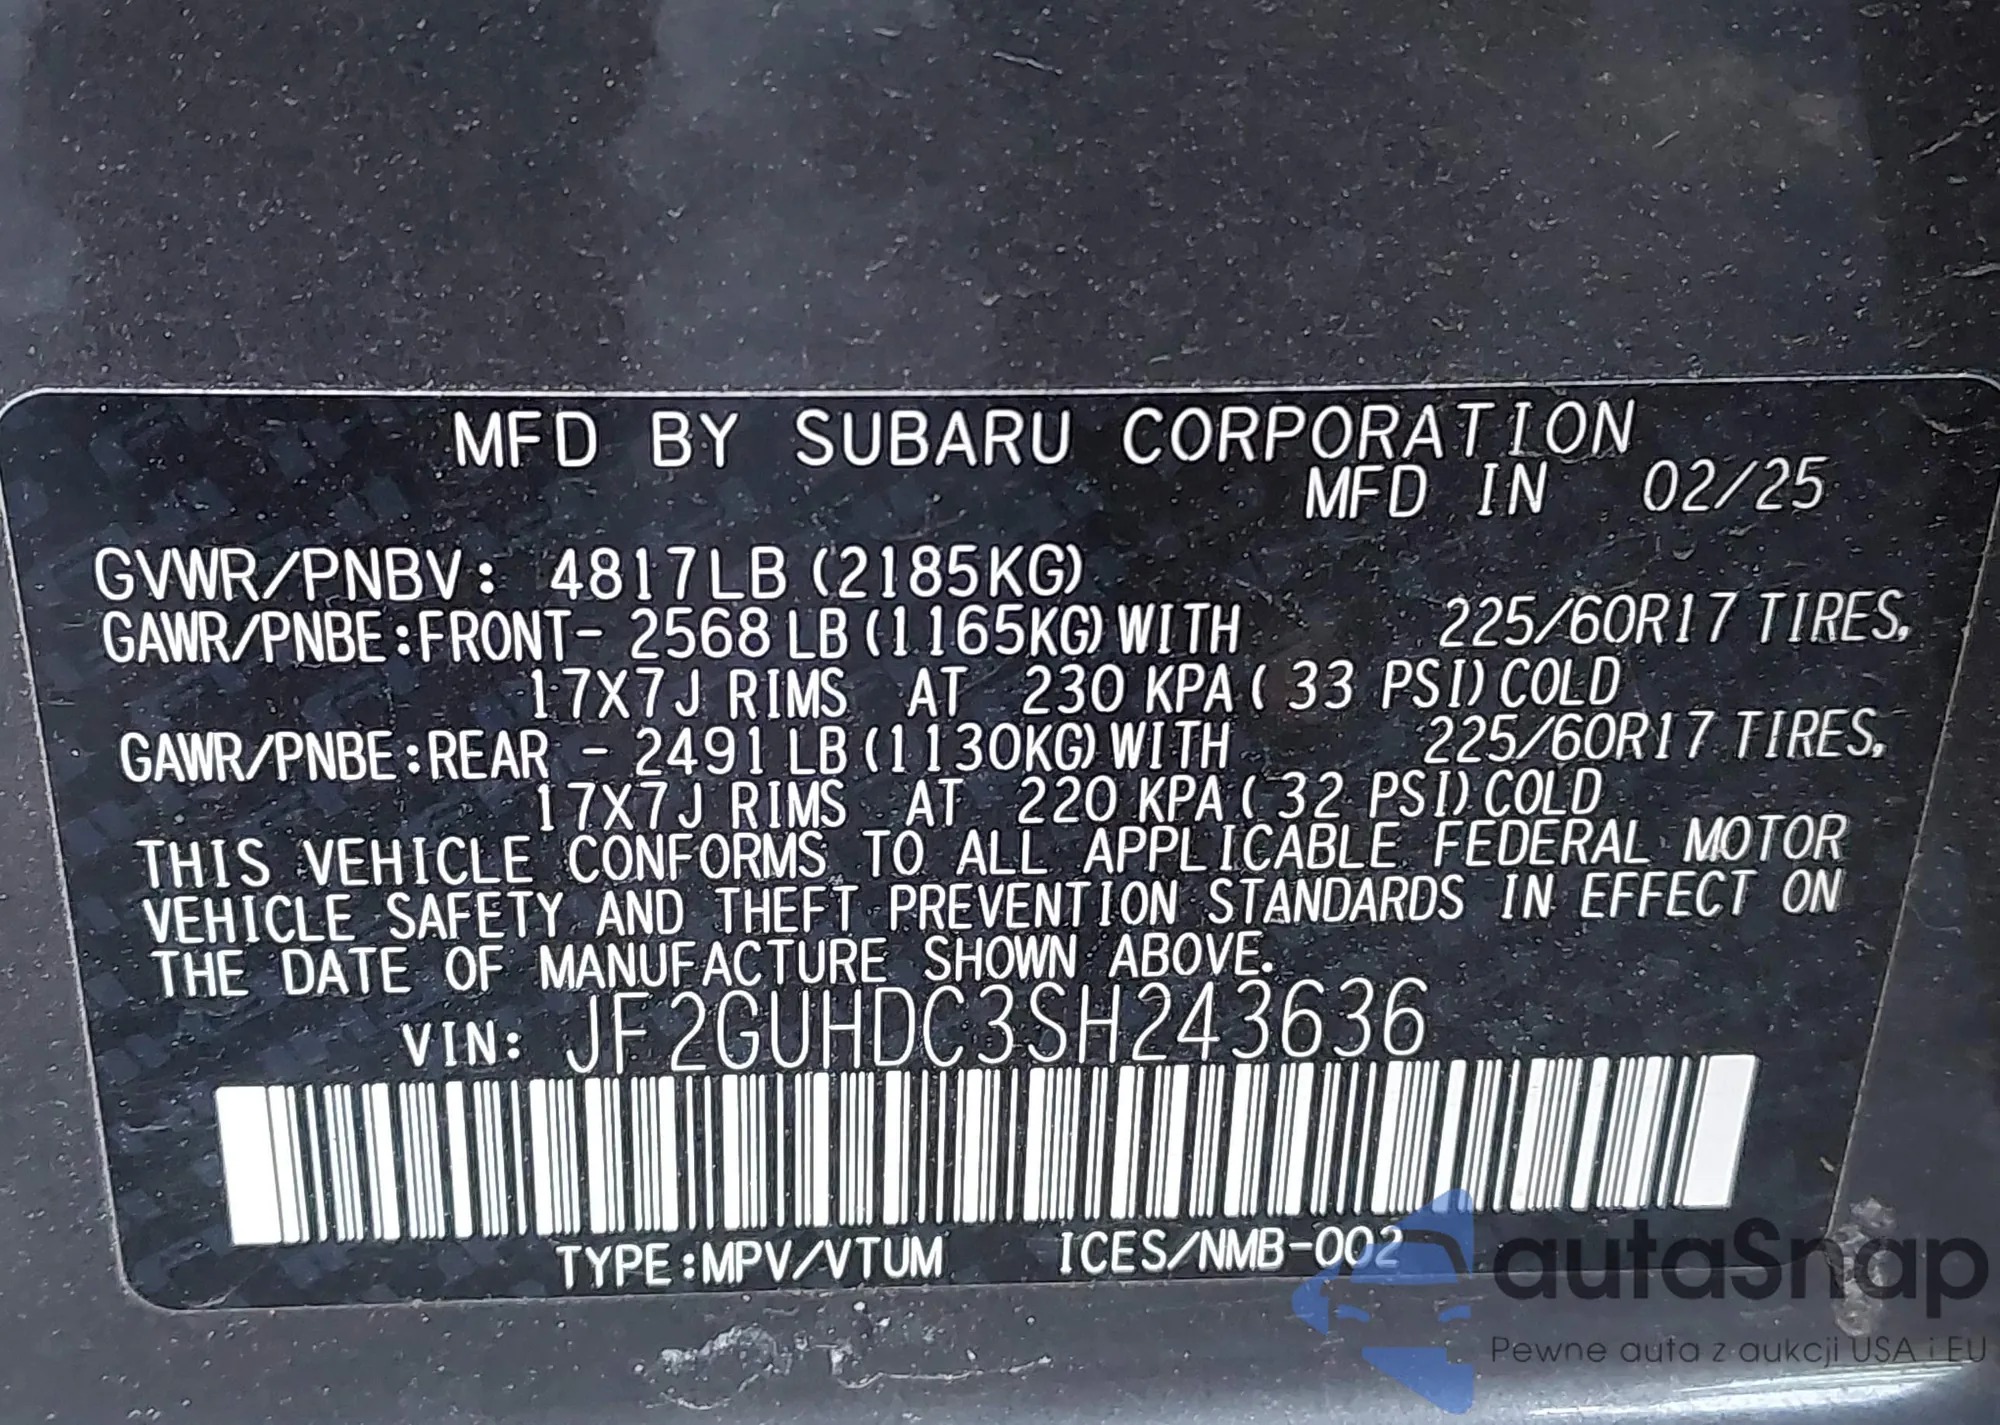 MFD BY SUBARU CORPORATION
MFD IN 02/25
GVWR/PNBV: 4817LB (2185KG)
GAWR/PNBE:FRONT- 2568 LB (1165KG) WITH 225/60R17 TIRES,
17X7J RIMS AT 230 KPA ( 33 PSI) COLD
GAWR/PNBE:REAR - 2491 LB (1130KG) WITH 225/60R17 TIRES,
17X7J RIMS AT 220 KPA ( 32 PSI) COLD
THIS VEHICLE CONFORMS TO ALL APPLICABLE FEDERAL MOTOR
VEHICLE SAFETY AND THEFT PREVENTION STANDARDS IN EFFECT ON
THE DATE OF MANUFACTURE SHOWN ABOVE.
VIN: JF2GUHDC3SH243636
TYPE:MPV/VTUM ICES/NMB-002
autaSnap
Pewne auta z aukcji USA i EU